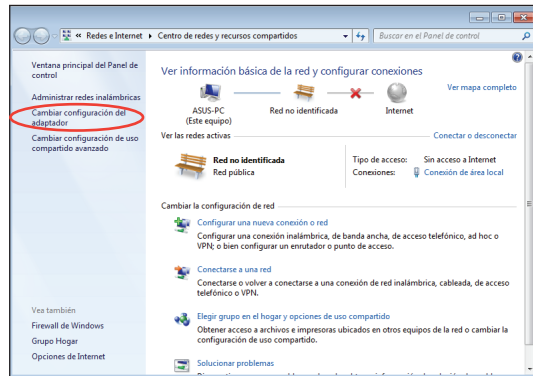 « Redes e Internet ▸ Centro de redes y recursos compartidos
Buscar en el Panel de control
Ventana principal del Panel de
control
Administrar redes inalámbricas
Cambiar configuración del
adaptador
Cambiar configuración de uso
compartido avanzado
Ver información básica de la red y configurar conexiones
Ver mapa completo
ASUS-PC
(Este equipo)
Red no identificada
Internet
Ver las redes activas
Conectar o desconectar
Red no identificada
Red pública
Tipo de acceso: Sin acceso a Internet
Conexiones: Conexión de área local
Cambiar la configuración de red
Configurar una nueva conexión o red
Configurar una conexión inalámbrica, de banda ancha, de acceso telefónico, ad hoc o
VPN; o bien configurar un enrutador o punto de acceso.
Conectarse a una red
Conectarse o volver a conectarse a una conexión de red inalámbrica, cableada, de acceso
telefónico o VPN.
Elegir grupo en el hogar y opciones de uso compartido
Obtener acceso a archivos e impresoras ubicados en otros equipos de la red o cambiar la
configuración de uso compartido.
Solucionar problemas
Vea también
Firewall de Windows
Grupo Hogar
Opciones de Internet